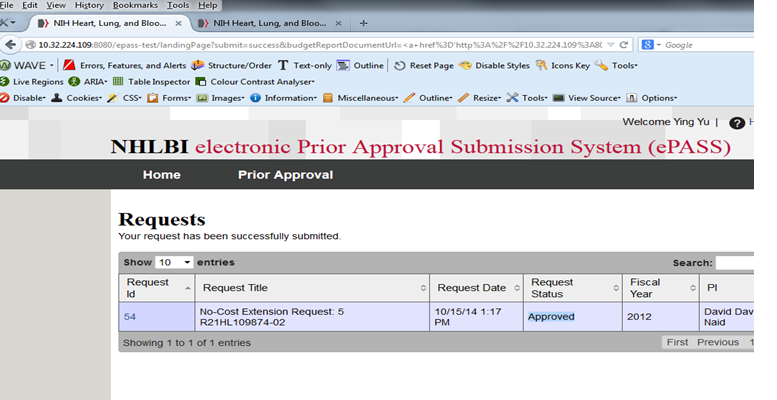 File Edit View History Bookmarks Tools Help
NIH Heart, Lung, and Bloo... × NIH Heart, Lung, and Bloo... × +
10.32.224.109:8080/epass-test/landingPage?submit=success&budgetReportDocumentUrl=<a+href%3D'http%3A%2F%2F10.32.224.109%3A80 Google
WAVE Errors, Features, and Alerts Structure/Order Text-only Outline Reset Page Disable Styles Icons Key Tools
Live Regions ARIA Table Inspector Colour Contrast Analyser
Disable Cookies CSS Forms Images Information Miscellaneous Outline Resize Tools View Source Options
Welcome Ying Yu | ? H
NHLBI electronic Prior Approval Submission System (ePASS)
Home Prior Approval
Requests
Your request has been successfully submitted.
Show 10 entries Search:
Request Id Request Title Request Date Request Status Fiscal Year PI
54 No-Cost Extension Request: 5 R21HL109874-02 10/15/14 1:17 PM Approved 2012 David Dav Naid
Showing 1 to 1 of 1 entries First Previous 1